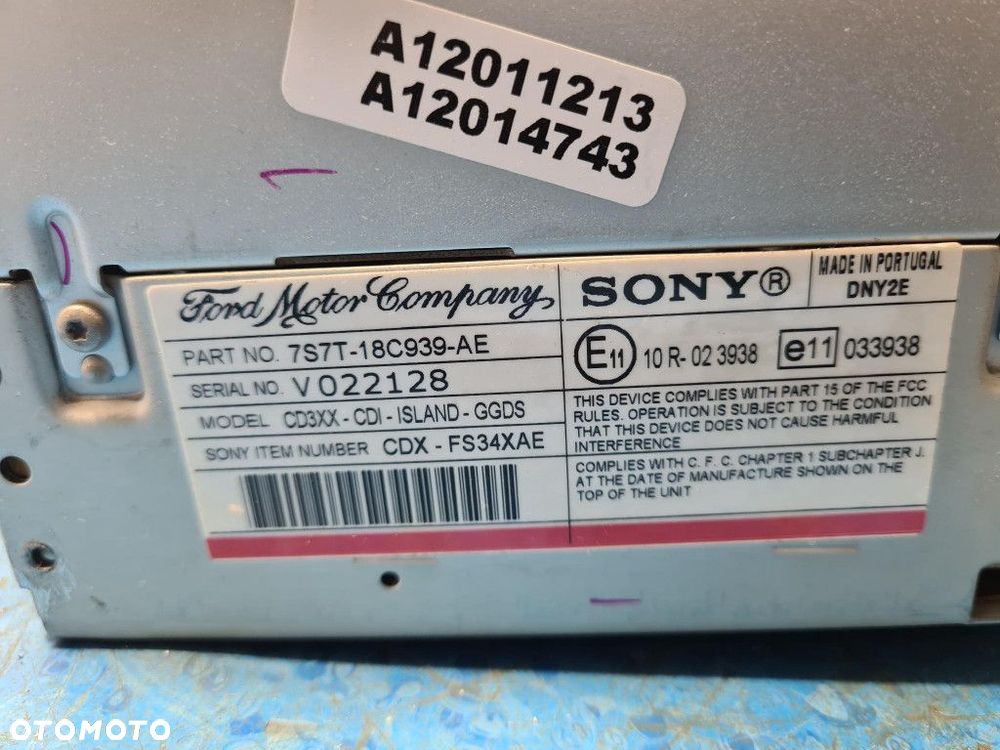 A12011213
A12014743
Ford Motor Company,
SONY®
MADE IN PORTUGAL
DNY2E
PART NO. 7S7T-18C939-AE
SERIAL NO. V022128
MODEL CD3XX - CDI - ISLAND - GGDS
SONY ITEM NUMBER CDX - FS34XAE
E11 10 R- 02 3938 e11 033938
THIS DEVICE COMPLIES WITH PART 15 OF THE FCC
RULES. OPERATION IS SUBJECT TO THE CONDITION
THAT THIS DEVICE DOES NOT CAUSE HARMFUL
INTERFERENCE
COMPLIES WITH C. F. C. CHAPTER 1 SUBCHAPTER J.
AT THE DATE OF MANUFACTURE SHOWN ON THE
TOP OF THE UNIT
OTOMOTO